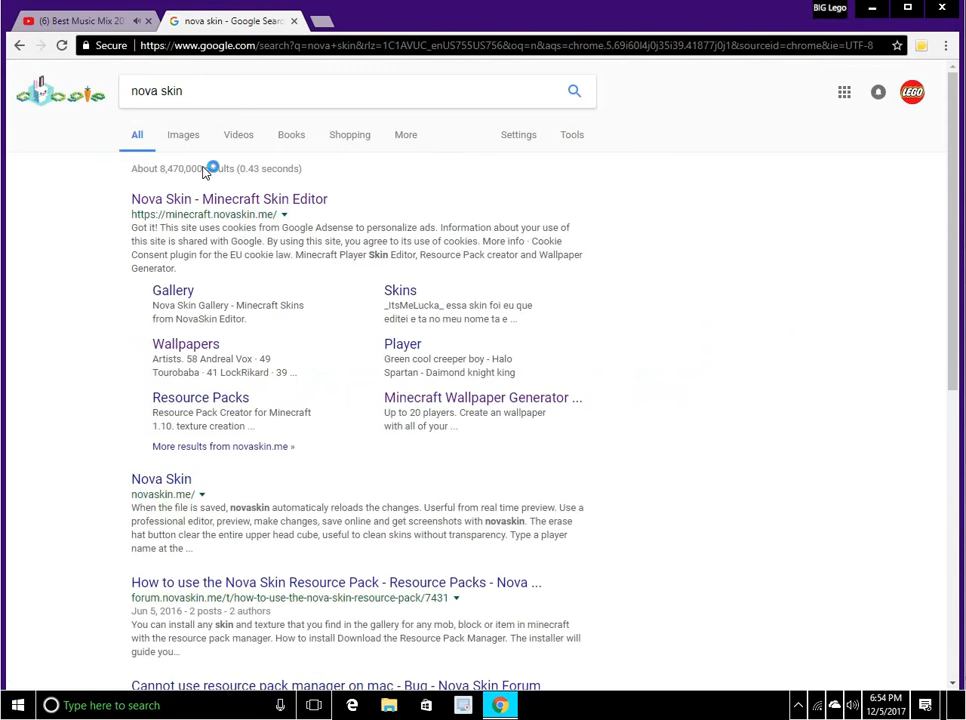 BIG Lego
(6) Best Music Mix 20
nova skin - Google Searc
Secure
https://www.google.com/search?q=nova+skin&rlz=1C1AVUC_enUS755US756&oq=n&aqs=chrome.5.69i60l4j0j35i39.41877j0j1&sourceid=chrome&ie=UTF-8
nova skin
LEGO
All Images Videos Books Shopping More Settings Tools
About 8,470,000 results (0.43 seconds)
Nova Skin - Minecraft Skin Editor
https://minecraft.novaskin.me/
Got it! This site uses cookies from Google Adsense to personalize ads. Information about your use of
this site is shared with Google. By using this site, you agree to its use of cookies. More info · Cookie
Consent plugin for the EU cookie law. Minecraft Player Skin Editor, Resource Pack creator and Wallpaper
Generator.
Gallery
Nova Skin Gallery - Minecraft Skins
from NovaSkin Editor.
Skins
_ItsMeLucka_ essa skin foi eu que
editei e ta no meu nome ta e ...
Wallpapers
Artists. 58 Andreal Vox · 49
Tourobaba · 41 LockRikard · 39 ...
Player
Green cool creeper boy - Halo
Spartan - Daimond knight king
Resource Packs
Resource Pack Creator for Minecraft
1.10. texture creation ...
Minecraft Wallpaper Generator ...
Up to 20 players. Create an wallpaper
with all of your ...
More results from novaskin.me »
Nova Skin
novaskin.me/
When the file is saved, novaskin automaticaly reloads the changes. Userful from real time preview. Use a
professional editor, preview, make changes, save online and get screenshots with novaskin. The erase
hat button clear the entire upper head cube, useful to clean skins without transparency. Type a player
name at the ...
How to use the Nova Skin Resource Pack - Resource Packs - Nova ...
forum.novaskin.me/t/how-to-use-the-nova-skin-resource-pack/7431
Jun 5, 2016 - 2 posts - 2 authors
You can install any skin and texture that you find in the gallery for any mob, block or item in minecraft
with the resource pack manager. How to install Download the Resource Pack Manager. The installer will
guide you...
Cannot use resource pack manager on mac - Bug - Nova Skin Forum
Type here to search
6:54 PM
12/5/2017